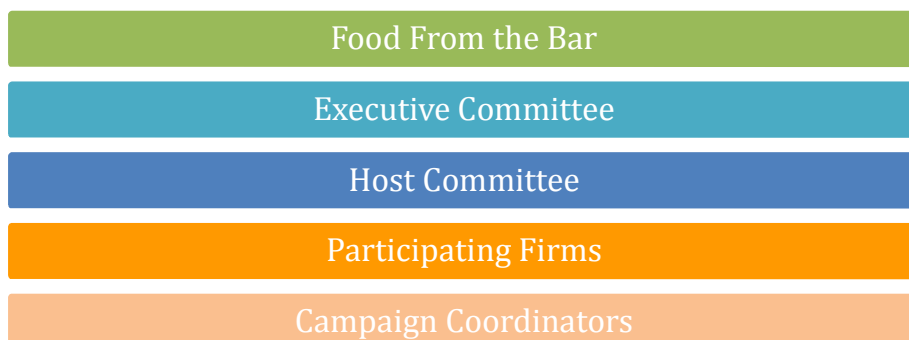 Food From the Bar
Executive Committee
Host Committee
Participating Firms
Campaign Coordinators